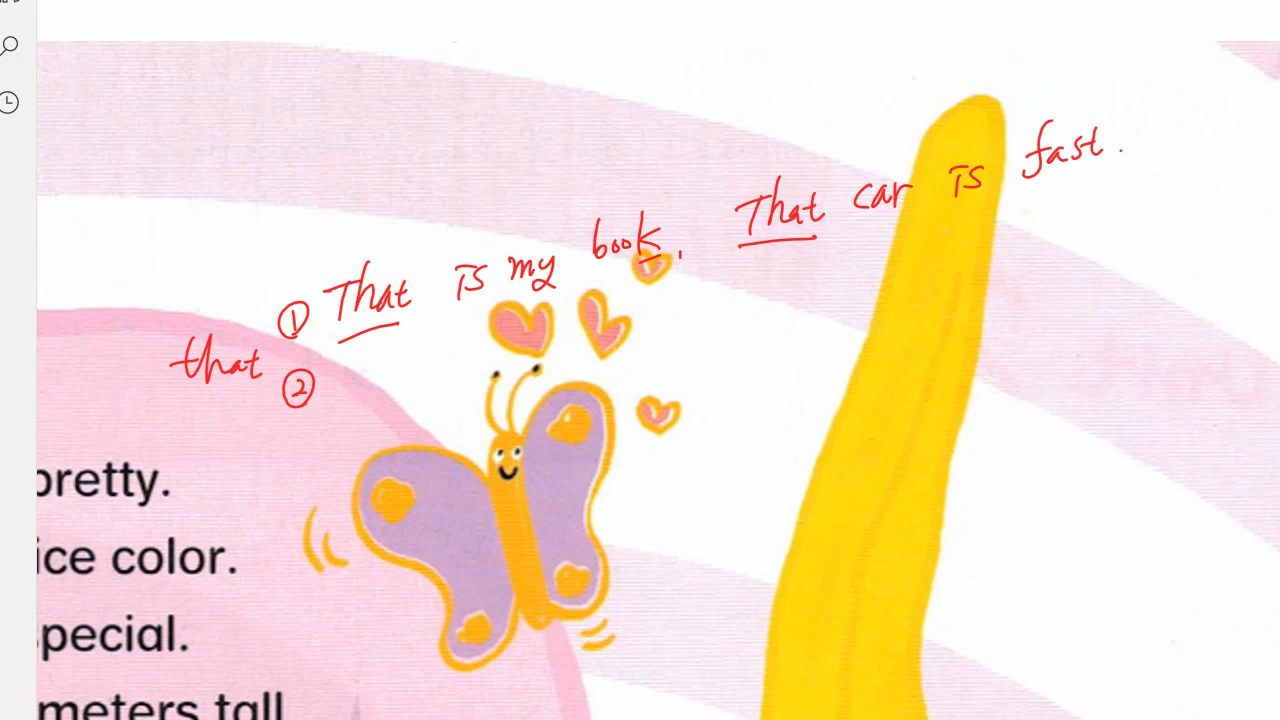 that ① That is my book. That car is fast.
②
pretty.
ice color.
special.
meters tall